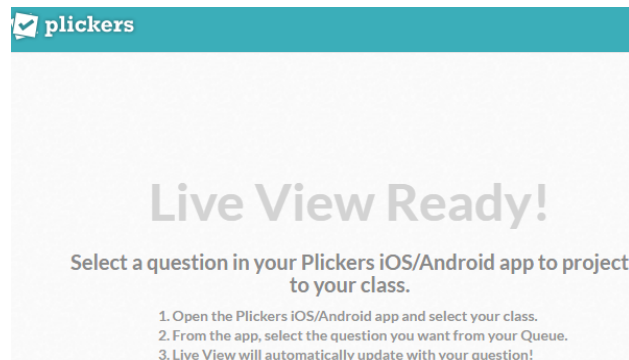 plickers
Live View Ready!
Select a question in your Plickers iOS/Android app to project
to your class.
1. Open the Plickers iOS/Android app and select your class.
2. From the app, select the question you want from your Queue.
3. Live View will automatically update with your question!